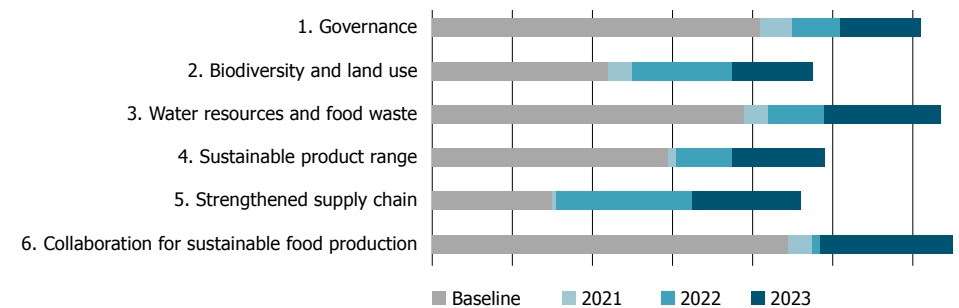 1. Governance
2. Biodiversity and land use
3. Water resources and food waste
4. Sustainable product range
5. Strengthened supply chain
6. Collaboration for sustainable food production
Baseline 2021 2022 2023